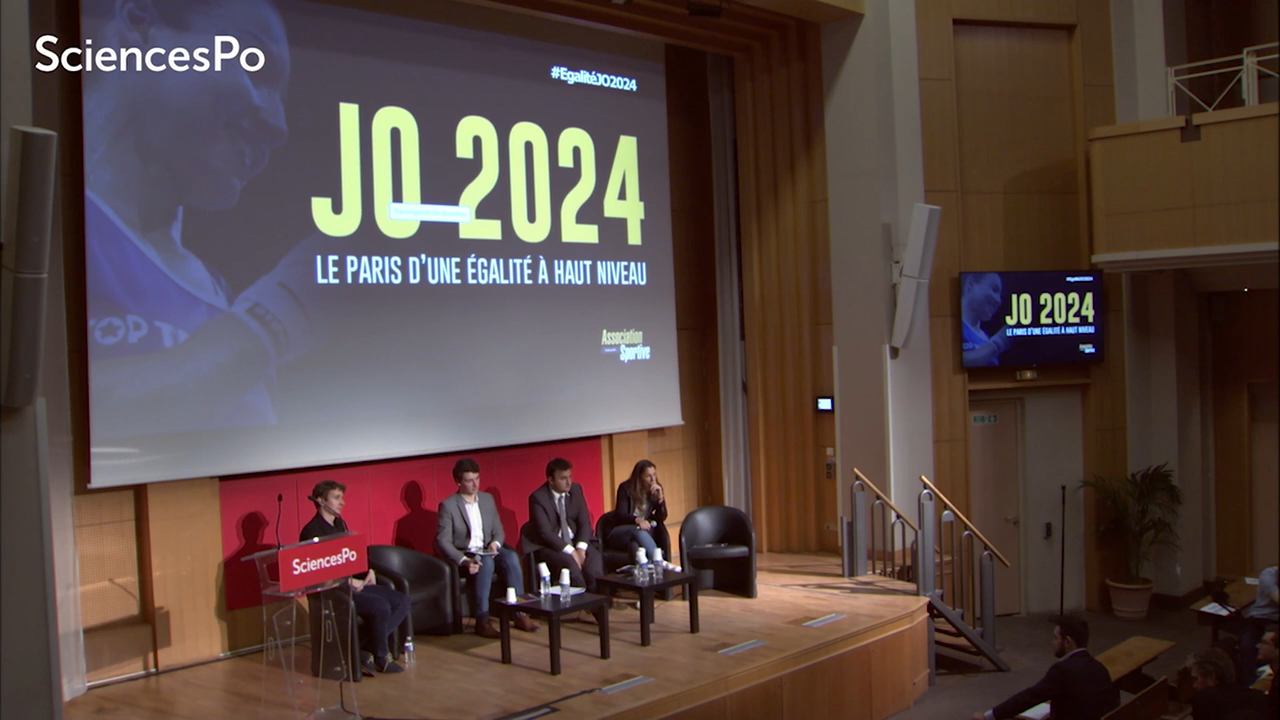 SciencesPo
#EgalitéJO2024
JO 2024
LE PARIS D'UNE ÉGALITÉ À HAUT NIVEAU
Association
Sportive
TOP T
SciencesPo
JO 2024
LE PARIS D'UNE ÉGALITÉ À HAUT NIVEAU